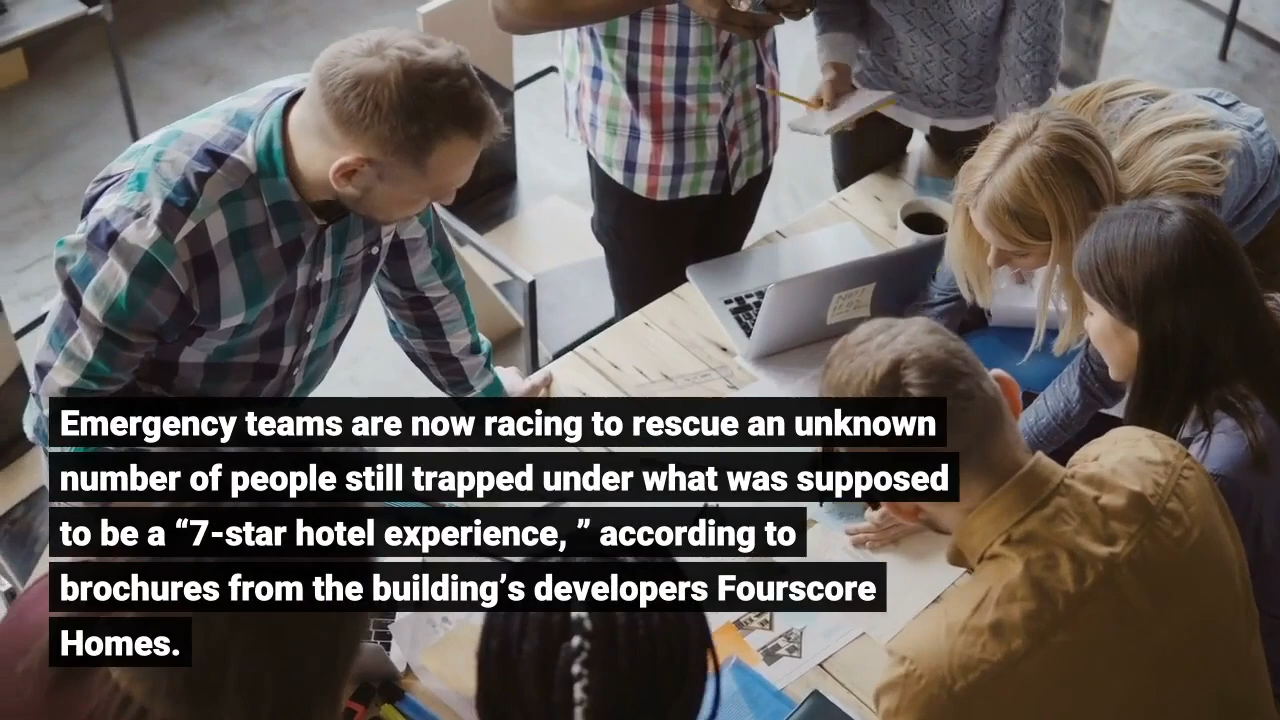 Emergency teams are now racing to rescue an unknown
number of people still trapped under what was supposed
to be a “7-star hotel experience, ” according to
brochures from the building’s developers Fourscore
Homes.